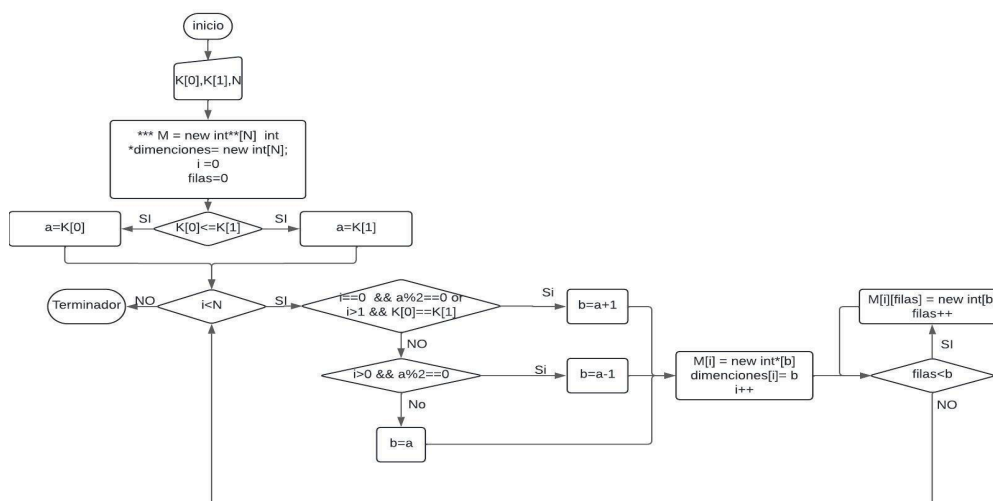 inicio
K[0],K[1],N
*** M = new int**[N] int
*dimenciones= new int[N];
i =0
filas=0
a=K[0]
SI
K[0]<=K[1]
SI
a=K[1]
Terminador
NO
i<N
SI
i==0 && a%2==0 or
i>1 && K[0]==K[1]
Si
b=a+1
NO
i>0 && a%2==0
Si
b=a-1
No
b=a
M[i] = new int*[b]
dimenciones[i]= b
i++
M[i][filas] = new int[b
filas++
SI
filas<b
NO